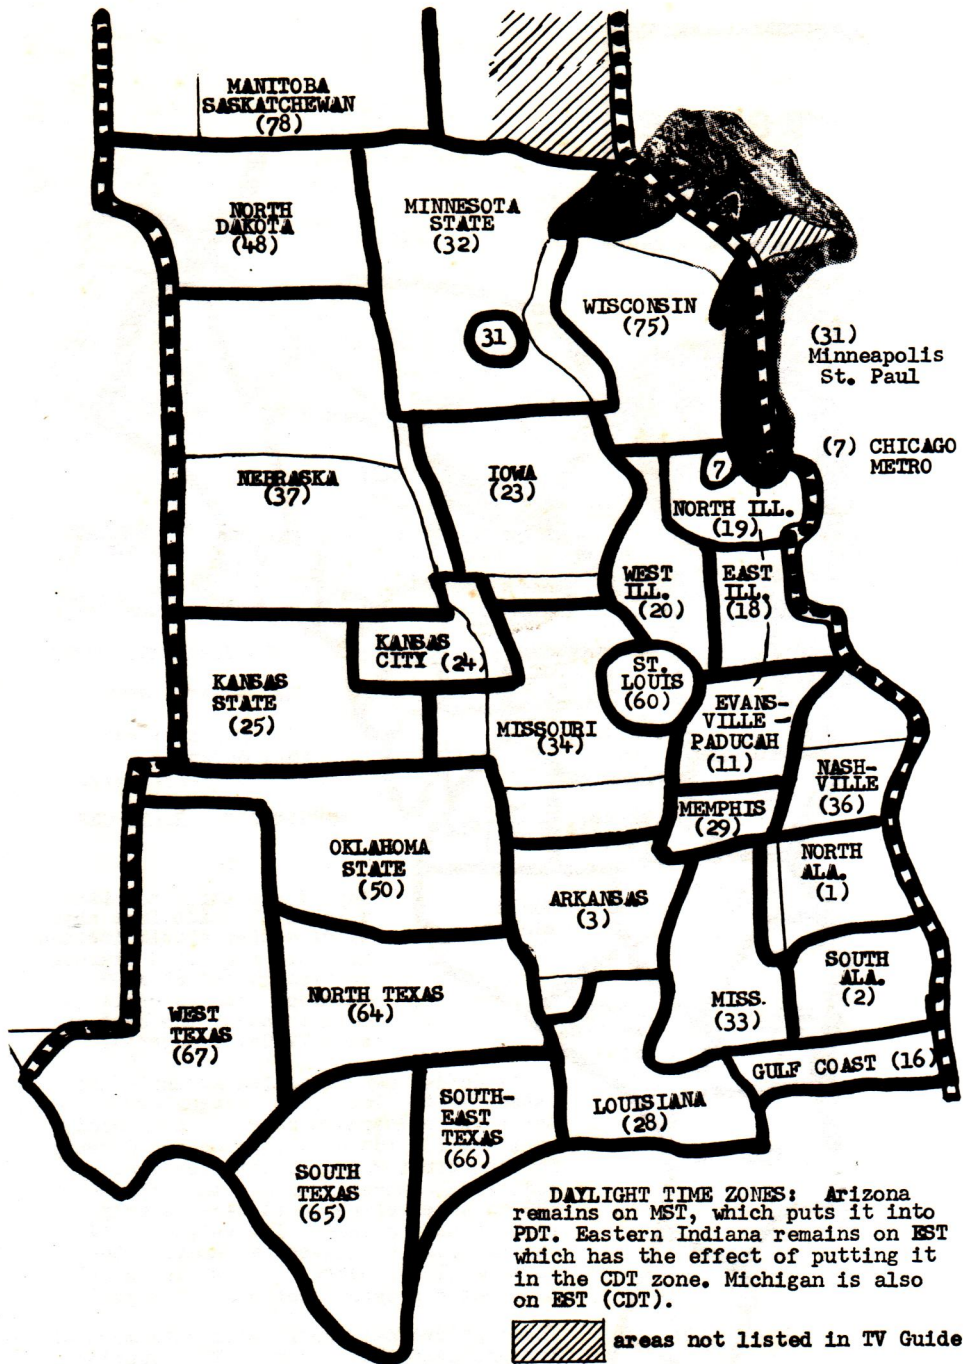 MANITOBA
SASKATCHEWAN
(78)
NORTH
DAKOTA
(48)
MINNESOTA
STATE
(32)
WISCONSIN
(75)
31
(31)
Minneapolis
St. Paul
(7) CHICAGO
METRO
7
NEBRASKA
(37)
IOWA
(23)
NORTH ILL.
(19)
WEST
ILL.
(20)
EAST
ILL.
(18)
KANSAS
CITY (24)
KANSAS
STATE
(25)
ST.
LOUIS
(60)
MISSOURI
(34)
EVANS-
VILLE -
PADUCAH
(11)
NASH-
VILLE
(36)
MEMPHIS
(29)
OKLAHOMA
STATE
(50)
ARKANSAS
(3)
NORTH
ALA.
(1)
SOUTH
ALA.
(2)
NORTH TEXAS
(64)
WEST
TEXAS
(67)
MISS.
(33)
GULF COAST (16)
LOUISIANA
(28)
SOUTH-
EAST
TEXAS
(66)
SOUTH
TEXAS
(65)
DAYLIGHT TIME ZONES: Arizona
remains on MST, which puts it into
PDT. Eastern Indiana remains on EST
which has the effect of putting it
in the CDT zone. Michigan is also
on EST (CDT).
areas not listed in TV Guide